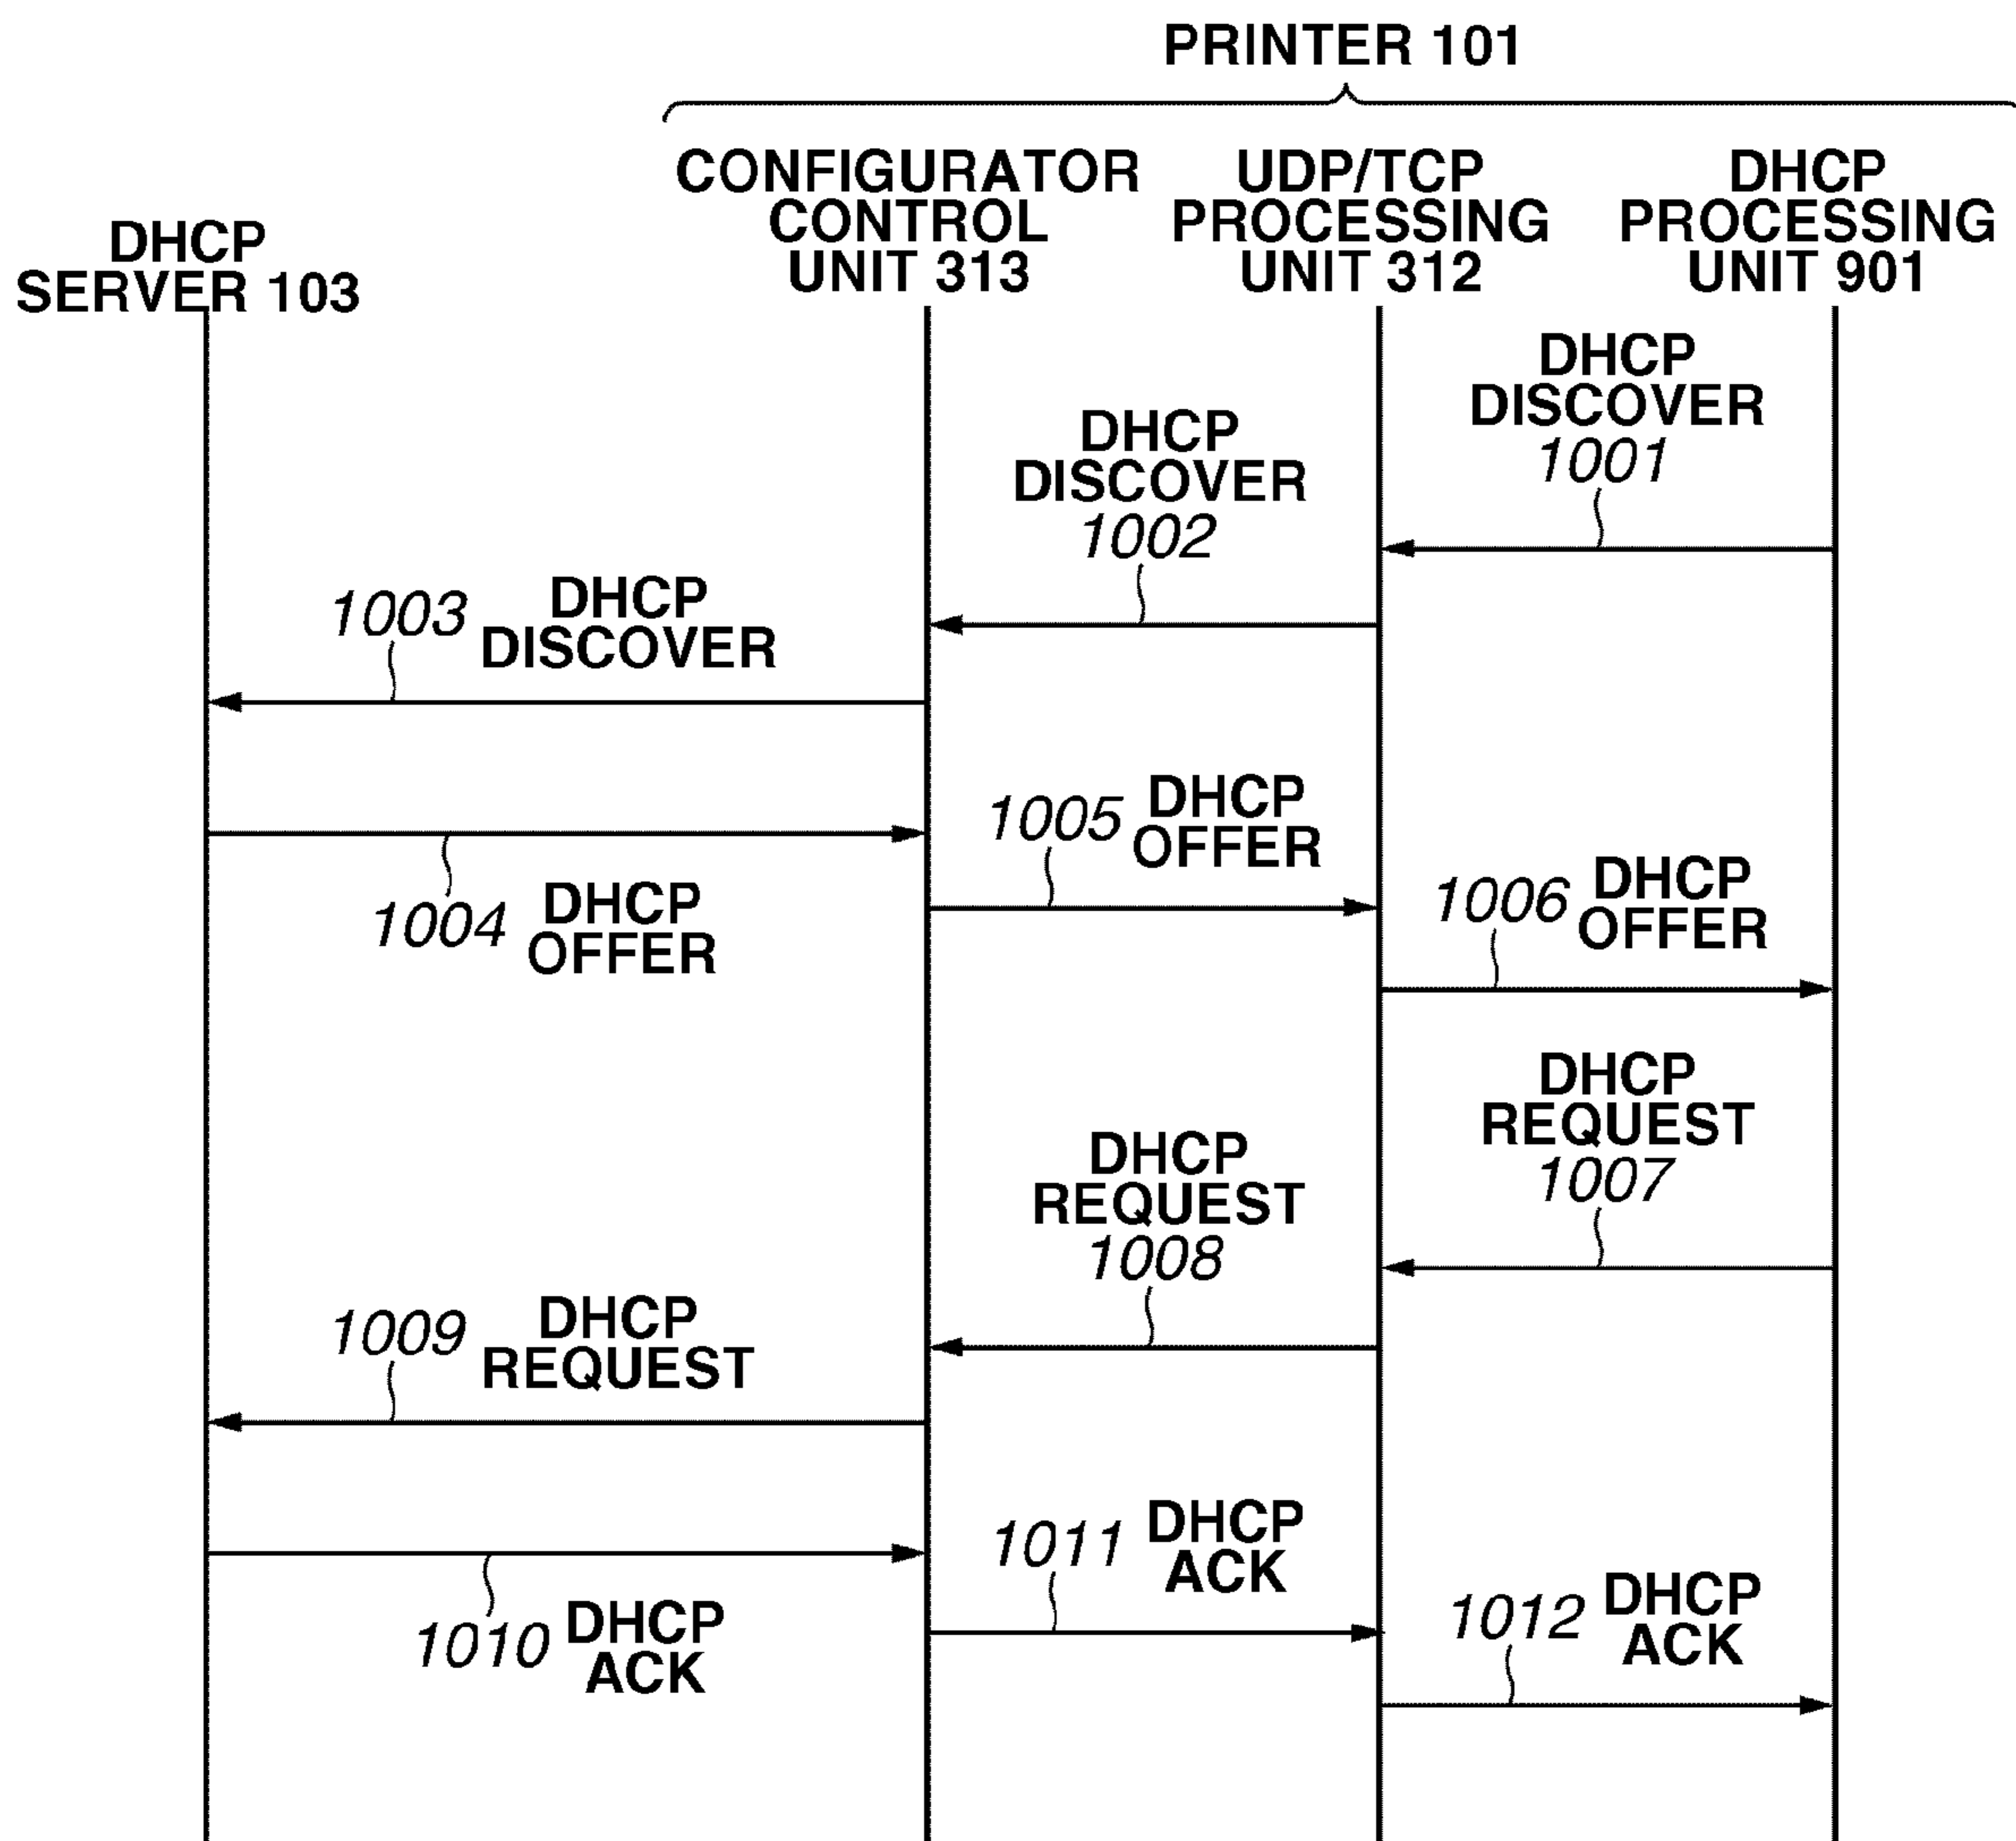 PRINTER 101
DHCP
SERVER 103
CONFIGURATOR
CONTROL
UNIT 313
UDP/TCP
PROCESSING
UNIT 312
DHCP
PROCESSING
UNIT 901
DHCP
DISCOVER
1001
DHCP
DISCOVER
1002
1003
DHCP
DISCOVER
1004
DHCP
OFFER
1005
DHCP
OFFER
1006
DHCP
OFFER
DHCP
REQUEST
1007
DHCP
REQUEST
1008
1009
DHCP
REQUEST
1010
DHCP
ACK
1011
DHCP
ACK
1012
DHCP
ACK